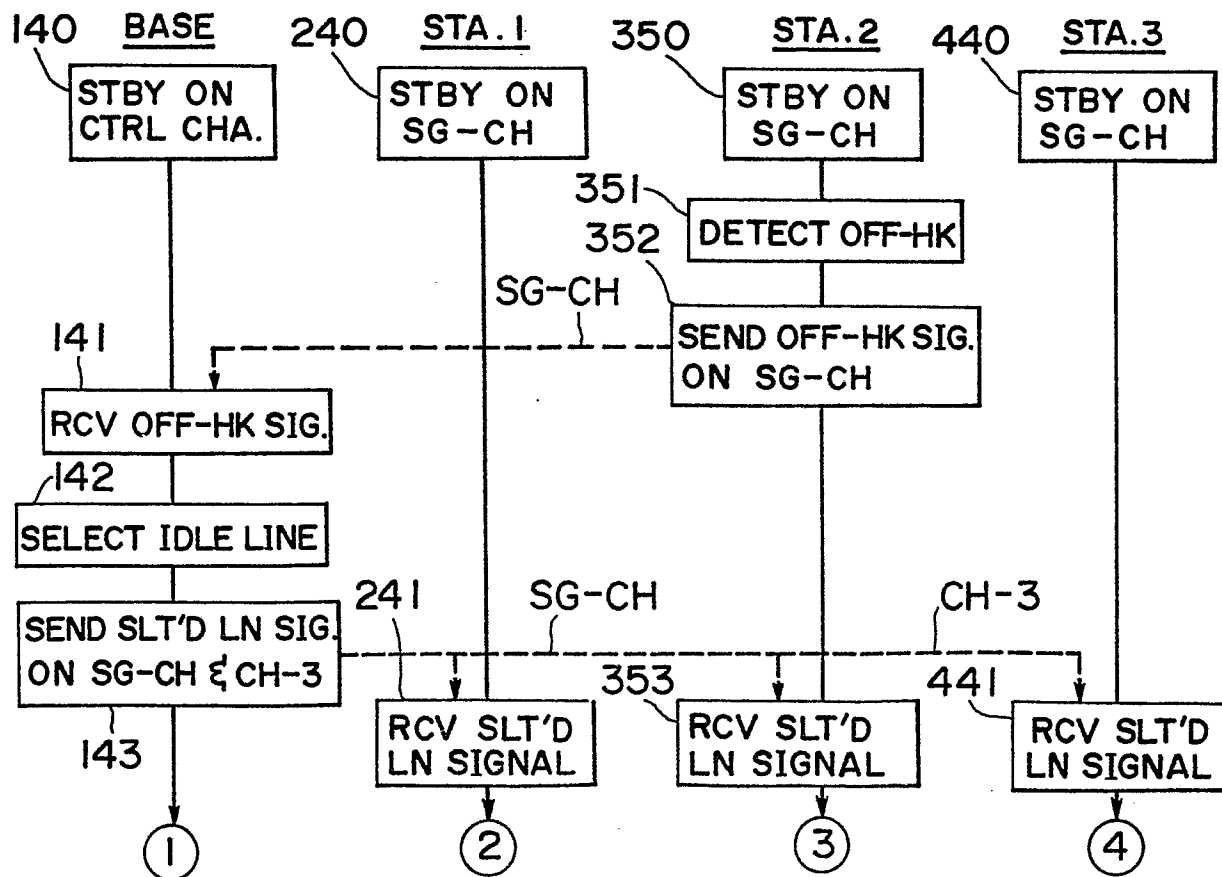 140 BASE 240 STA.1 350 STA.2 440 STA.3
STBY ON
CTRL CHA.
STBY ON
SG-CH
STBY ON
SG-CH
STBY ON
SG-CH
351
DETECT OFF-HK
352
SG-CH
SEND OFF-HK SIG.
ON SG-CH
141
RCV OFF-HK SIG.
142
SELECT IDLE LINE
SEND SLT'D LN SIG.
ON SG-CH & CH-3
143
241
SG-CH
CH-3
353
441
RCV SLT'D
LN SIGNAL
RCV SLT'D
LN SIGNAL
RCV SLT'D
LN SIGNAL
1
2
3
4